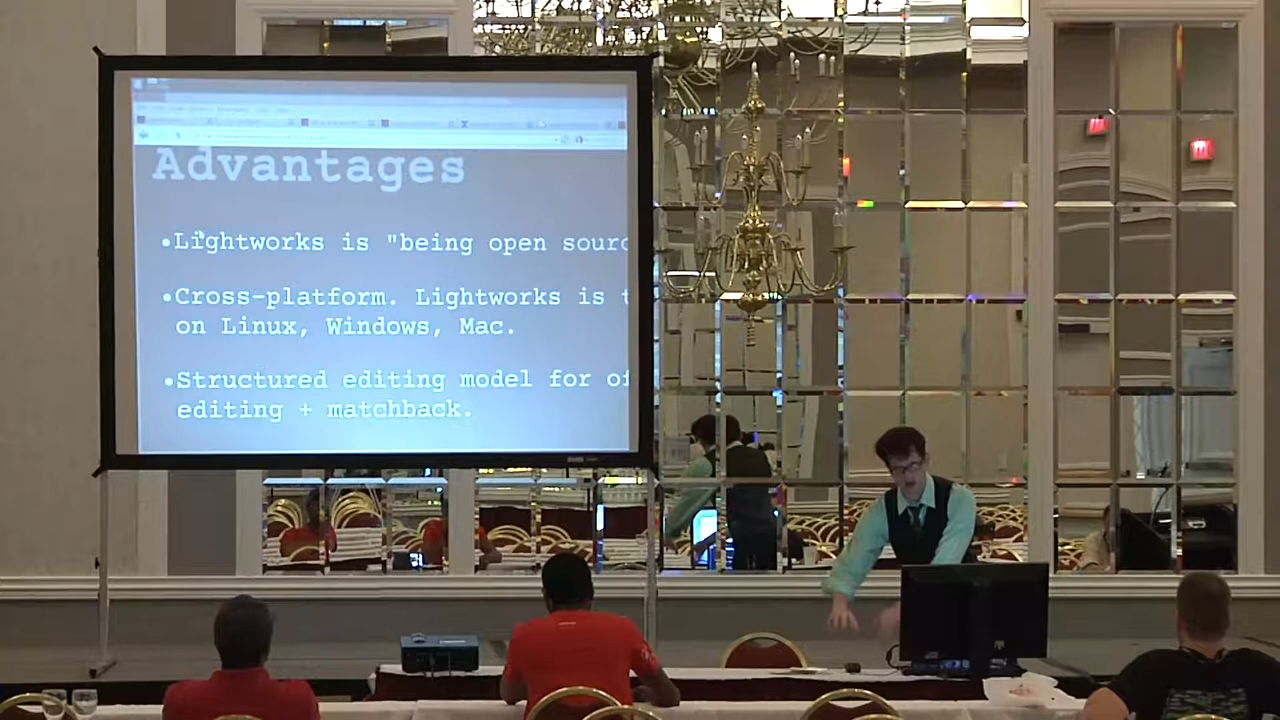 Advantages
•Lightworks is "being open sourc
•Cross-platform. Lightworks is t
on Linux, Windows, Mac.
•Structured editing model for of
editing + matchback.